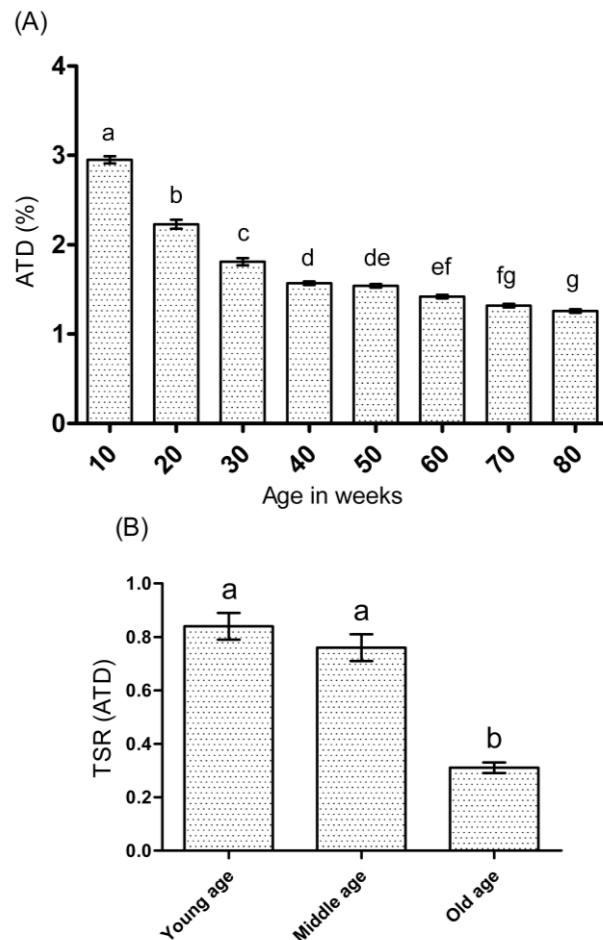 (A)
4
3
2
1
0
ATD (%)
a
b
c
d
de
ef
fg
g
10 20 30 40 50 60 70 80
Age in weeks
(B)
1.0
0.8
0.6
0.4
0.2
0.0
TSR (ATD)
a
a
b
Young age
Middle age
Old age